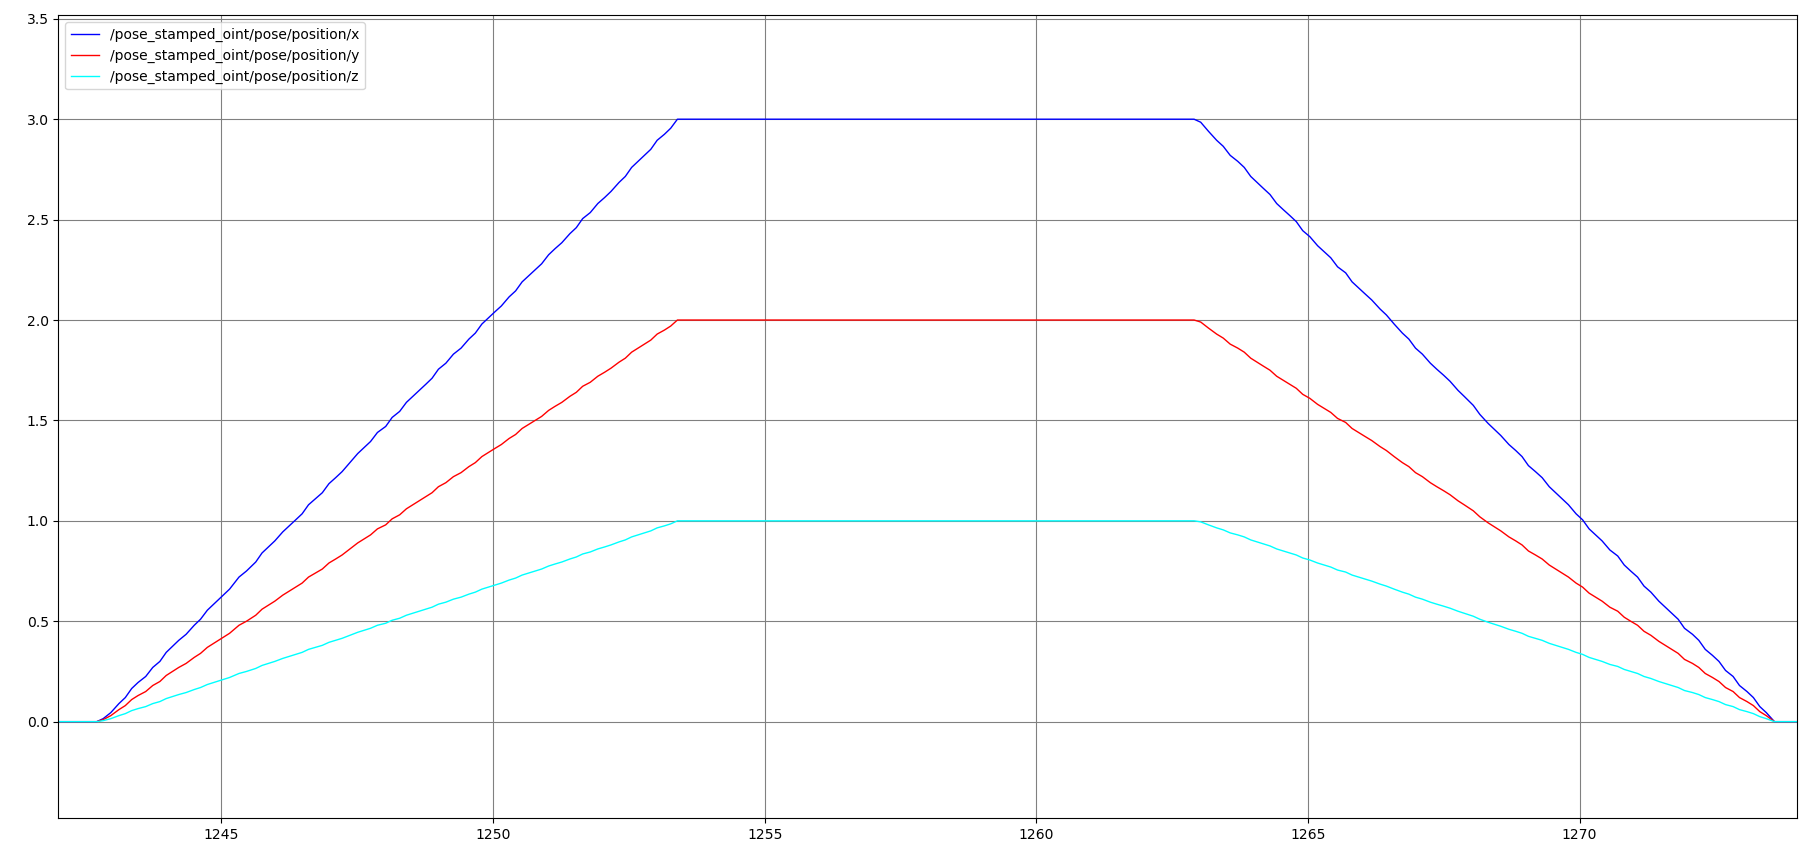 3.5
/pose_stamped_oint/pose/position/x
/pose_stamped_oint/pose/position/y
/pose_stamped_oint/pose/position/z
3.0
2.5
2.0
1.5
1.0
0.5
0.0
1245 1250 1255 1260 1265 1270